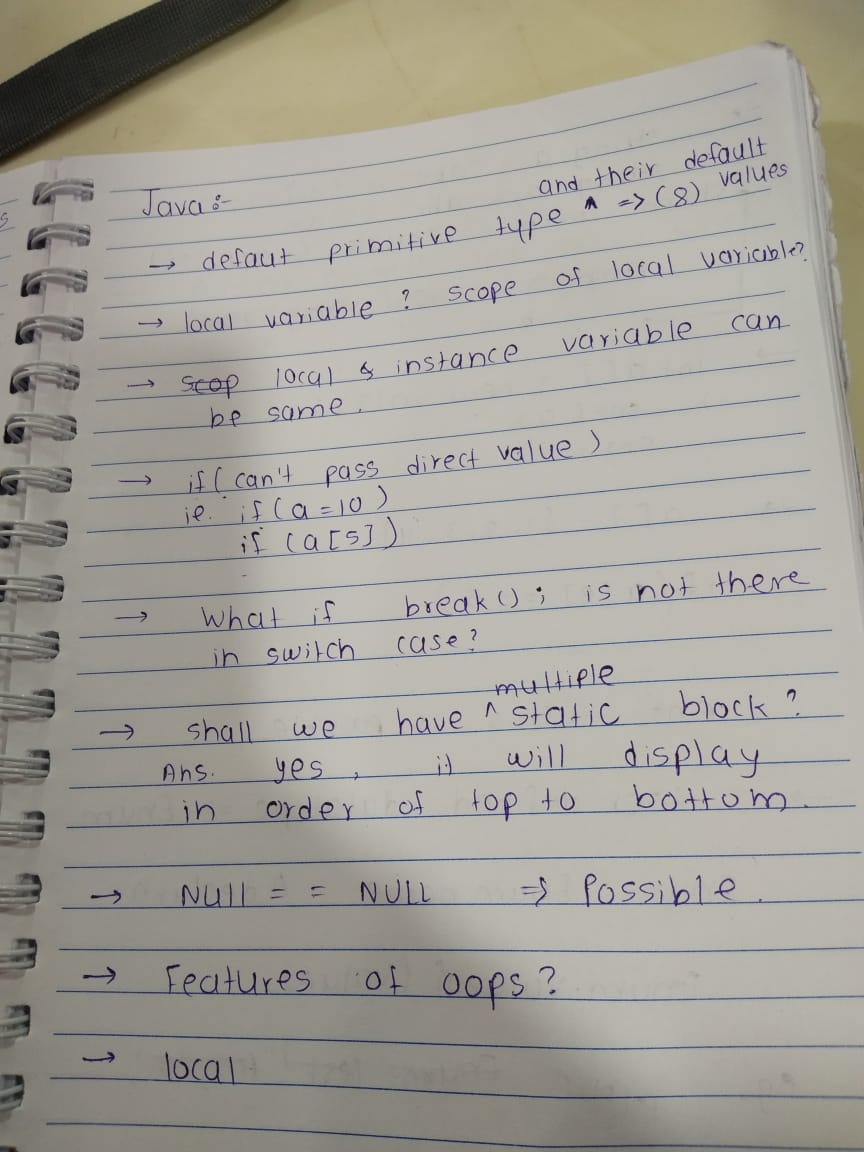 Java :-
and their default
→ defaut primitive type ^ => (8) values
→ local variable ? scope of local variable?
→ scop local & instance variable can
be same.
→ if ( can't pass direct value )
ie. if (a = 10 )
if (a[5])
→ What if break(); is not there
in switch case?
multiple
→ shall we have ^ static block ?
Ans. yes , it will display
in order of top to bottom.
→ NUll = = NULL => Possible.
→ Features of oops?
→ local